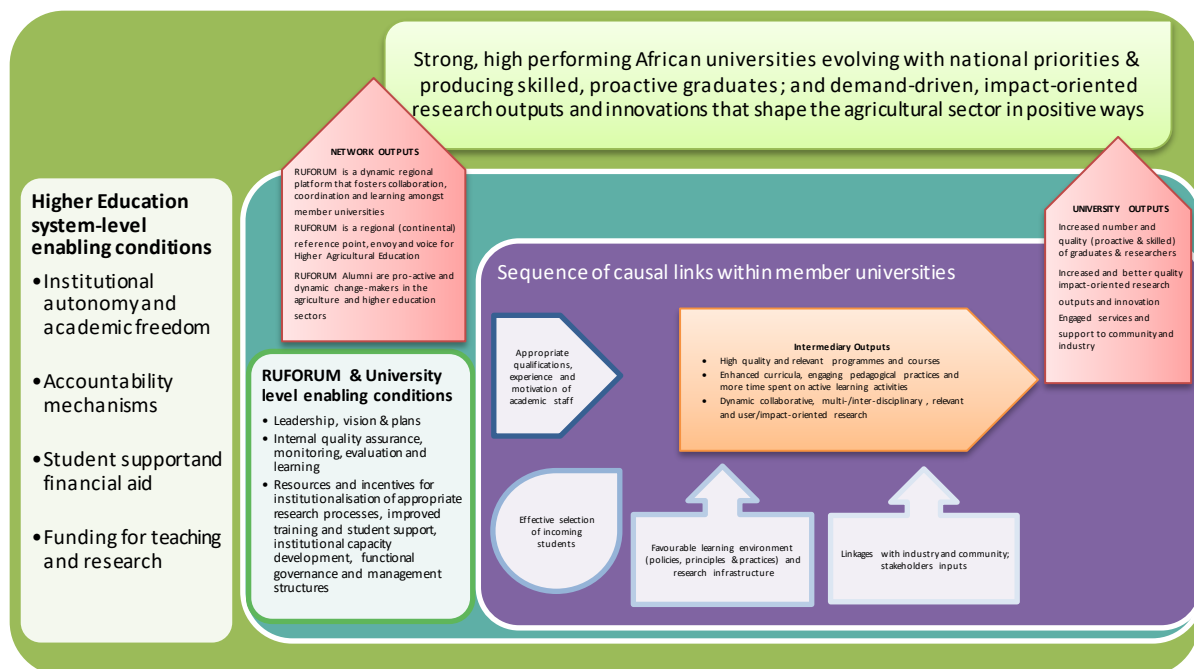 Strong, high performing African universities evolving with national priorities &
producing skilled, proactive graduates; and demand-driven, impact-oriented
research outputs and innovations that shape the agricultural sector in positive ways
NETWORK OUTPUTS
RUFORUM is a dynamic regional
platform that fosters collaboration,
coordination and learning amongst
member universities
RUFORUM is a regional (continental)
reference point, envoy and voice for
Higher Agricultural Education
RUFORUM Alumni are pro-active and
dynamic change-makers in the
agriculture and higher education
sectors
UNIVERSITY OUTPUTS
Increased number and
quality (proactive & skilled)
of graduates & researchers
Increased and better quality
impact-oriented research
outputs and innovation
Engaged services and
support to community and
industry
Higher Education
system-level
enabling conditions
•Institutional
autonomy and
academic freedom
•Accountability
mechanisms
•Student support and
financial aid
•Funding for teaching
and research
RUFORUM & University
level enabling conditions
• Leadership, vision & plans
• Internal quality assurance,
monitoring, evaluation and
learning
• Resources and incentives for
institutionalisation of appropriate
research processes, improved
training and student support,
institutional capacity
development, functional
governance and management
structures
Sequence of causal links within member universities
Appropriate
qualifications,
experience and
motivation of
academic staff
Intermediary Outputs
• High quality and relevant programmes and courses
• Enhanced curricula, engaging pedagogical practices and
more time spent on active learning activities
• Dynamic collaborative, multi-/inter-disciplinary, relevant
and user/impact-oriented research
Effective selection
of incoming
students
Favourable learning environment
(policies, principles & practices) and
research infrastructure
Linkages with industry and community;
stakeholders inputs